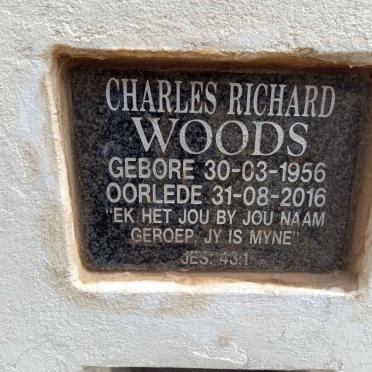 CHARLES RICHARD
WOODS
GEBORE 30-03-1956
OORLEDE 31-08-2016
"EK HET JOU BY JOU NAAM
GEROEP, JY IS MYNE"
JES. 43:1